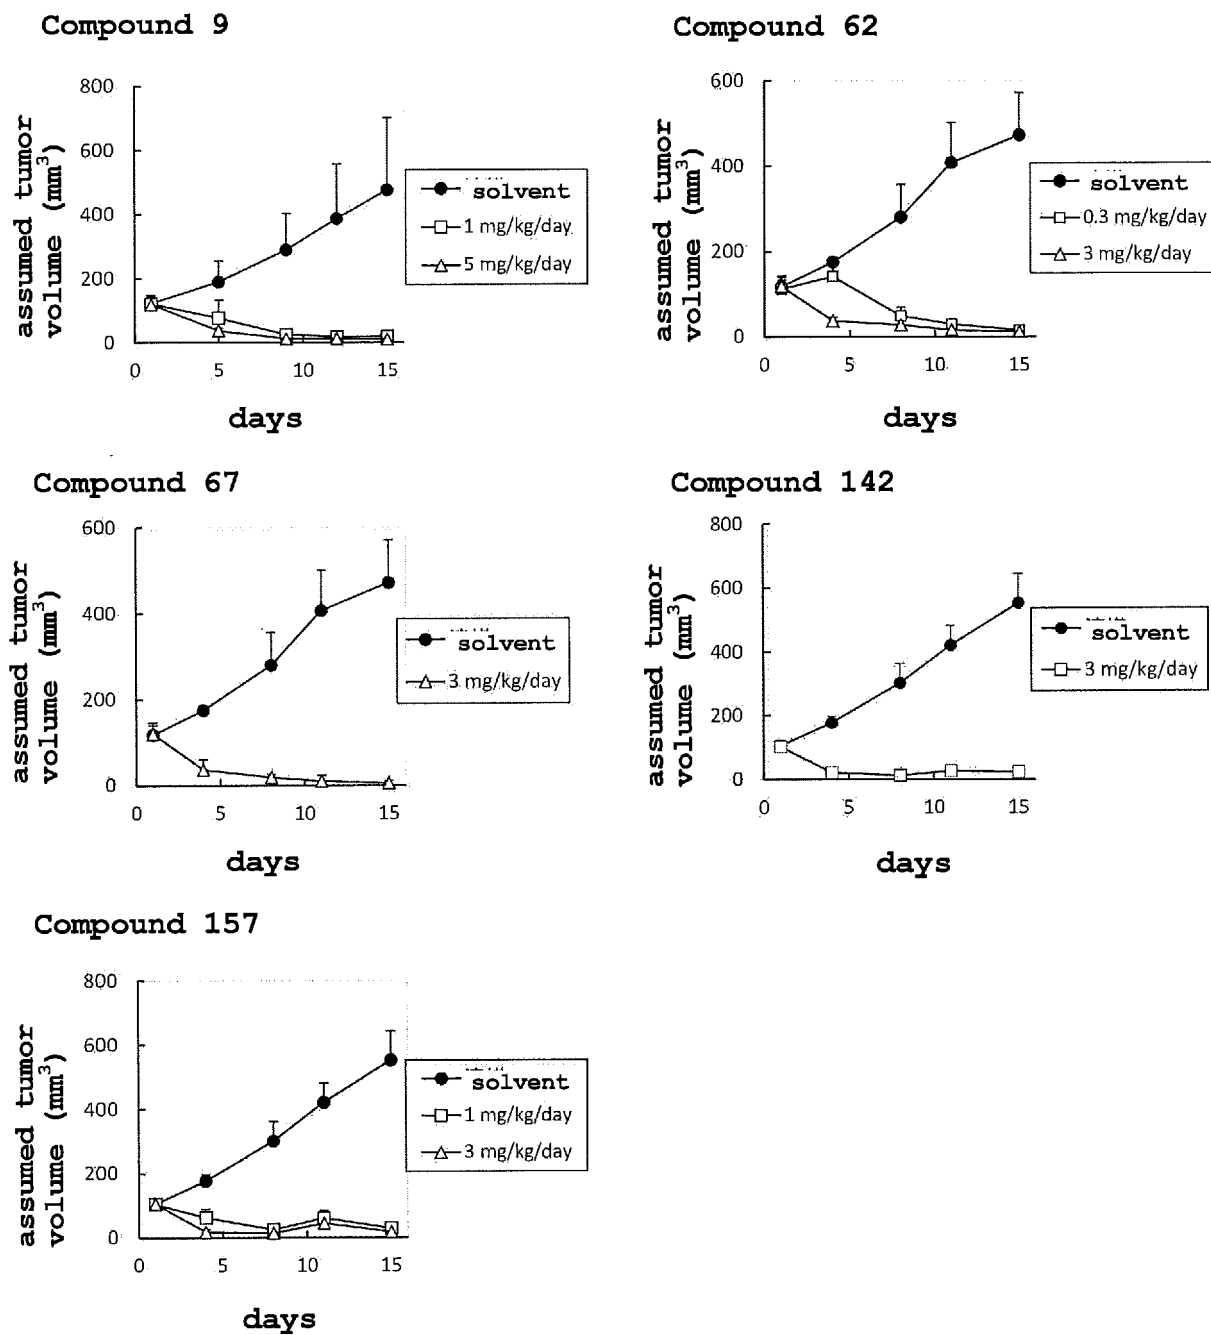 Compound 9
800
600
400
200
0
0 5 10 15
assumed tumor
volume (mm³)
days
solvent
1 mg/kg/day
5 mg/kg/day
Compound 62
600
400
200
0
0 5 10 15
assumed tumor
volume (mm³)
days
solvent
0.3 mg/kg/day
3 mg/kg/day
Compound 67
600
400
200
0
0 5 10 15
assumed tumor
volume (mm³)
days
solvent
3 mg/kg/day
Compound 142
800
600
400
200
0
0 5 10 15
assumed tumor
volume (mm³)
days
solvent
3 mg/kg/day
Compound 157
800
600
400
200
0
0 5 10 15
assumed tumor
volume (mm³)
days
solvent
1 mg/kg/day
3 mg/kg/day